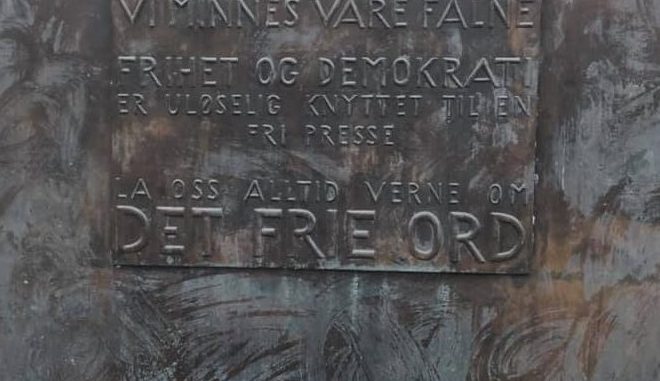 VI MINNES VÅRE FALNE
FRIHET OG DEMOKRATI
ER ULØSELIG KNYTTET TIL EN
FRI PRESSE
LA OSS ALLTID VERNE OM
DET FRIE ORD